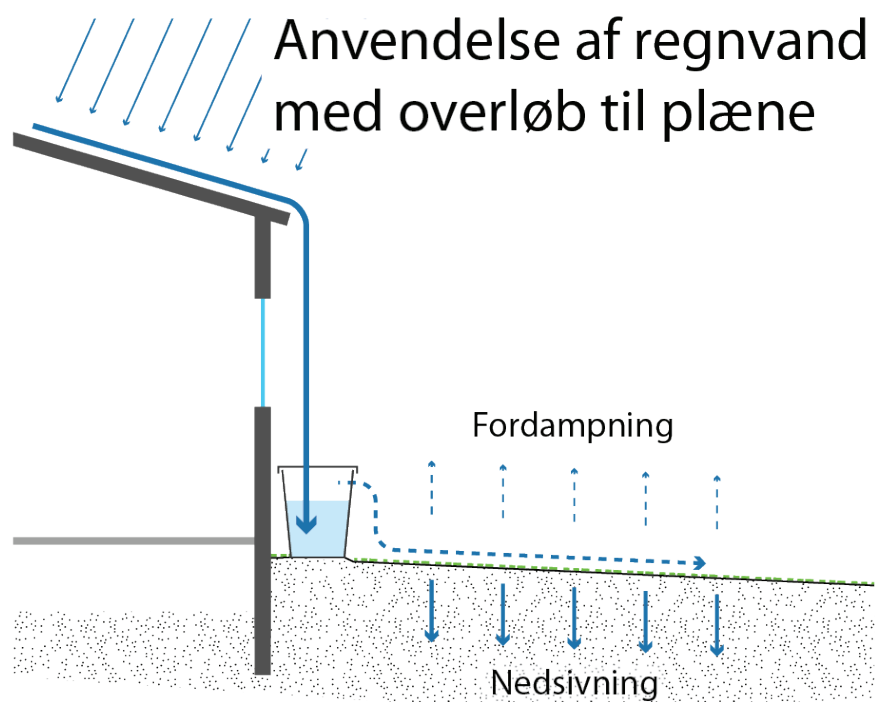 Anvendelse af regnvand
med overløb til plæne
Fordampning
Nedsivning